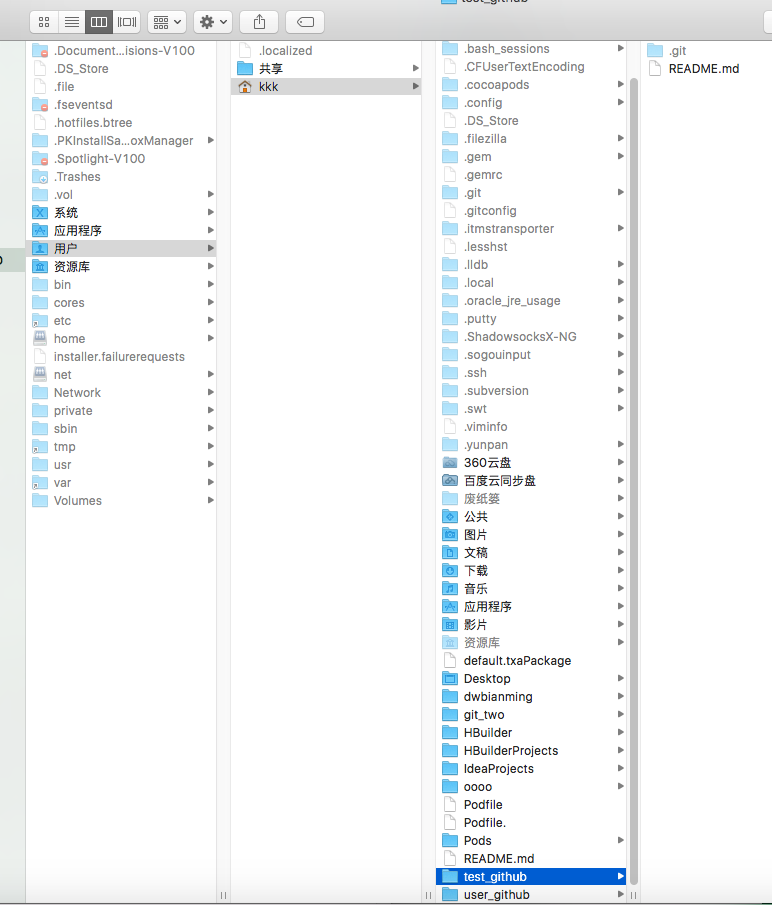 test_github
.Document...isions-V100
.DS_Store
.file
.fseventsd
.hotfiles.btree
.PKInstallSa...oxManager
.Spotlight-V100
.Trashes
.vol
系统
应用程序
用户
资源库
bin
cores
etc
home
installer.failurerequests
net
Network
private
sbin
tmp
usr
var
Volumes
.localized
共享
kkk
.bash_sessions
.CFUserTextEncoding
.cocoapods
.config
.DS_Store
.filezilla
.gem
.gemrc
.git
.gitconfig
.itmstransporter
.lesshst
.lldb
.local
.oracle_jre_usage
.putty
.ShadowsocksX-NG
.sogouinput
.ssh
.subversion
.swt
.viminfo
.yunpan
360云盘
百度云同步盘
废纸篓
公共
图片
文稿
下载
音乐
应用程序
影片
资源库
default.txaPackage
Desktop
dwbianming
git_two
HBuilder
HBuilderProjects
IdeaProjects
oooo
Podfile
Podfile.
Pods
README.md
test_github
user_github
.git
README.md